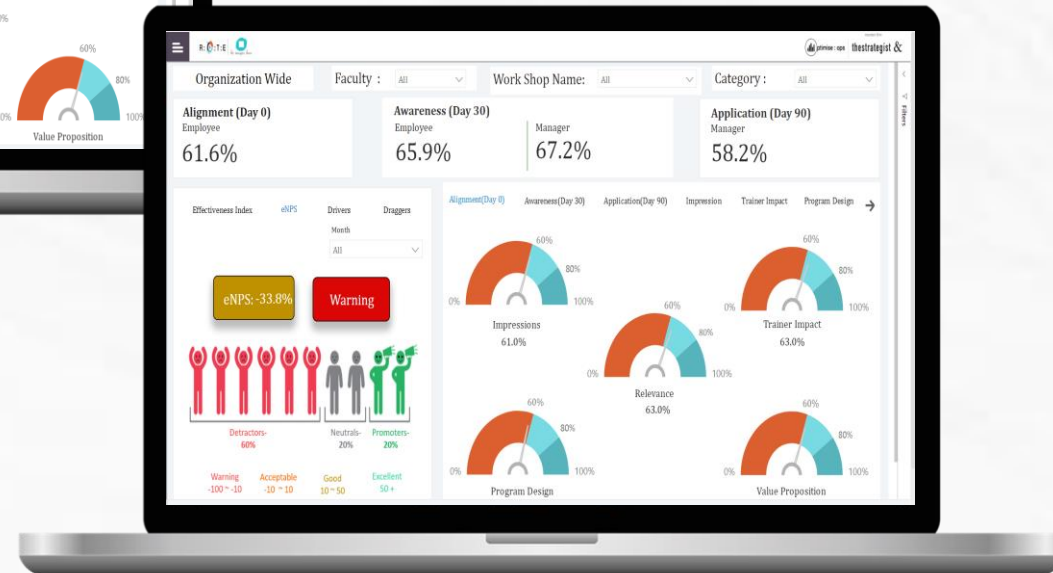 60%
80%
0%
100%
Value Proposition
R:O:T:E
thestrategist &
Organization Wide
Faculty :
All
Work Shop Name:
All
Category :
All
Filters
Alignment (Day 0)
Employee
61.6%
Awareness (Day 30)
Employee
65.9%
Manager
67.2%
Application (Day 90)
Manager
58.2%
Effectiveness Index
eNPS
Drivers
Draggers
Month
All
eNPS: -33.8%
Warning
Detractors-
60%
Neutrals-
20%
Promoters-
20%
Warning
-100 ~ -10
Acceptable
-10 ~ 10
Good
10 ~ 50
Excellent
50 +
Alignment(Day 0)
Awareness(Day 30)
Application(Day 90)
Impression
Trainer Impact
Program Design
60%
80%
0%
100%
Impressions
61.0%
60%
80%
0%
100%
Trainer Impact
63.0%
60%
80%
0%
100%
Relevance
63.0%
60%
80%
0%
100%
Program Design
60%
80%
0%
100%
Value Proposition